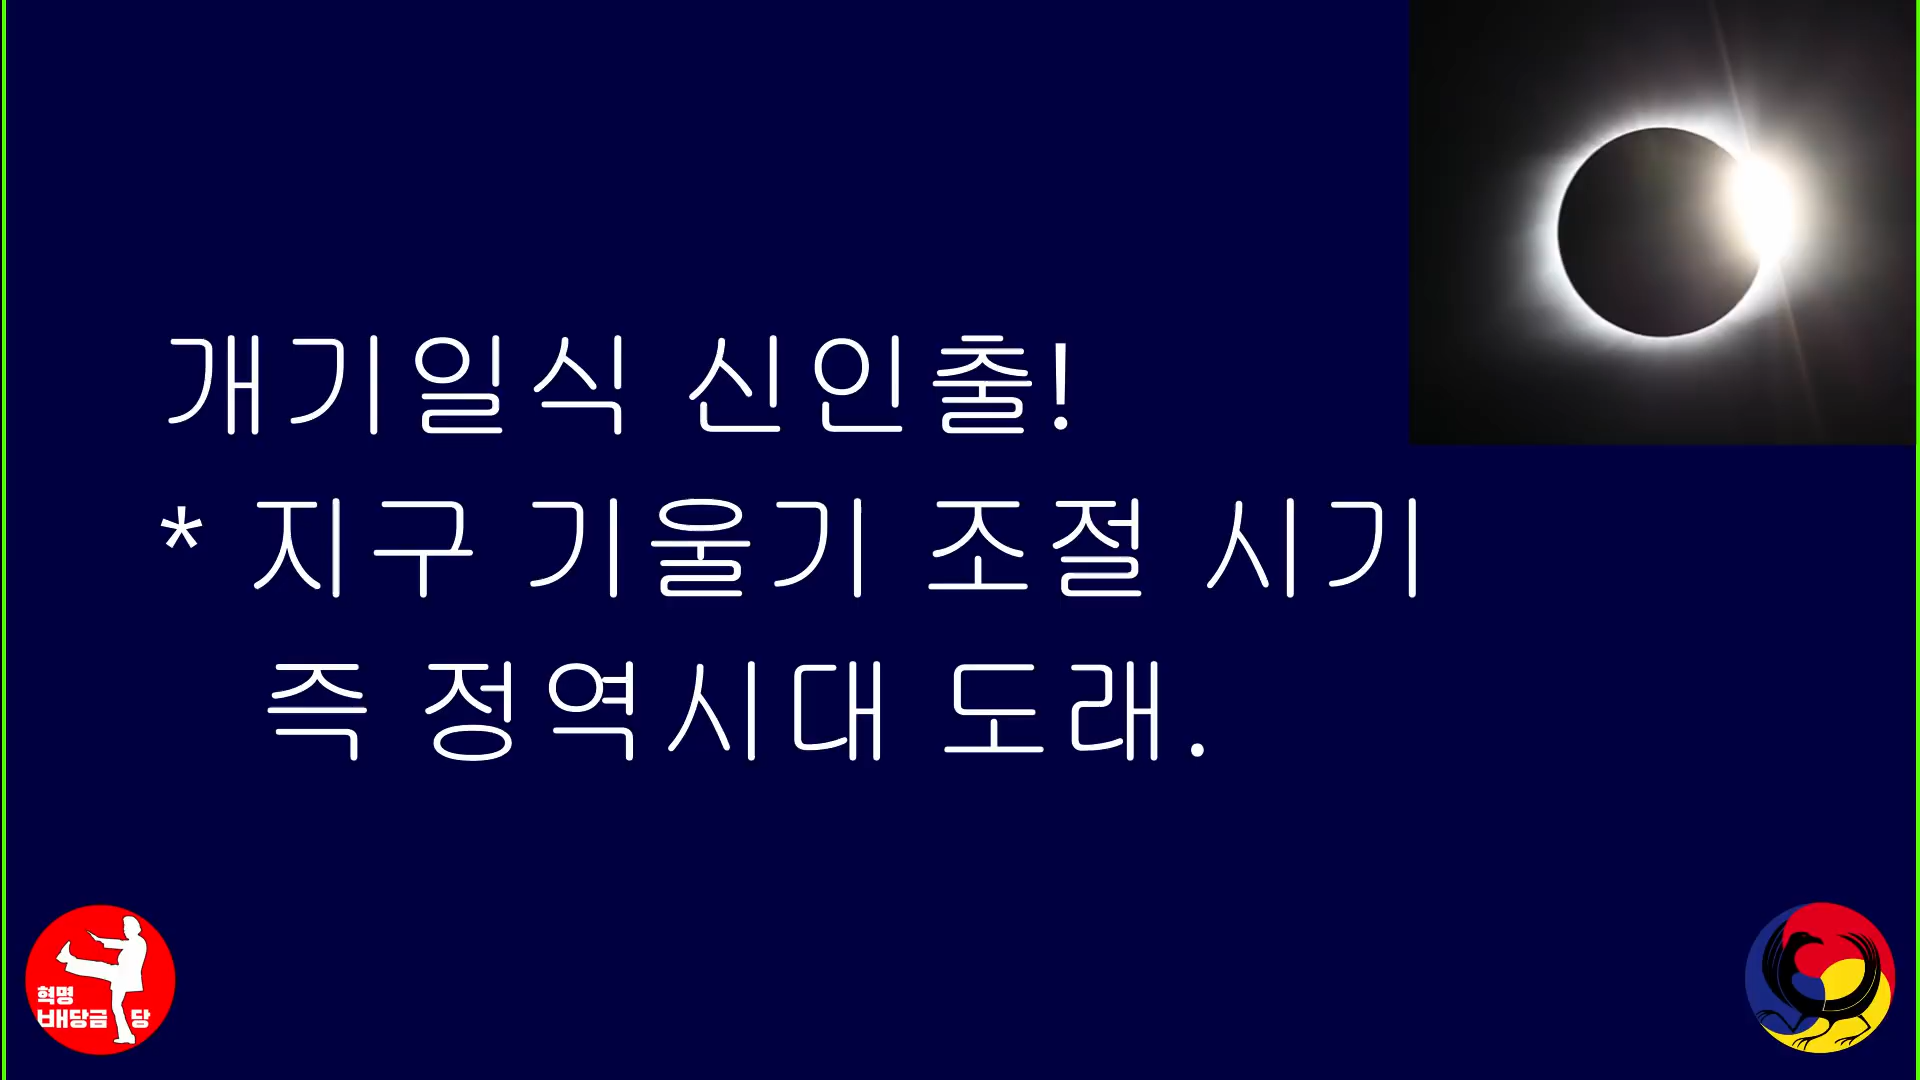 개기일식 신인출!
* 지구 기울기 조절 시기
즉 정역시대 도래.
혁명
배당금당